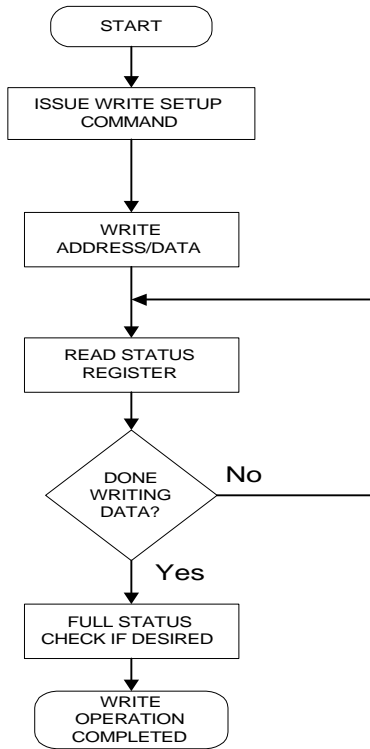 START
ISSUE WRITE SETUP
COMMAND
WRITE
ADDRESS/DATA
READ STATUS
REGISTER
DONE
WRITING
DATA?
No
Yes
FULL STATUS
CHECK IF DESIRED
WRITE
OPERATION
COMPLETED